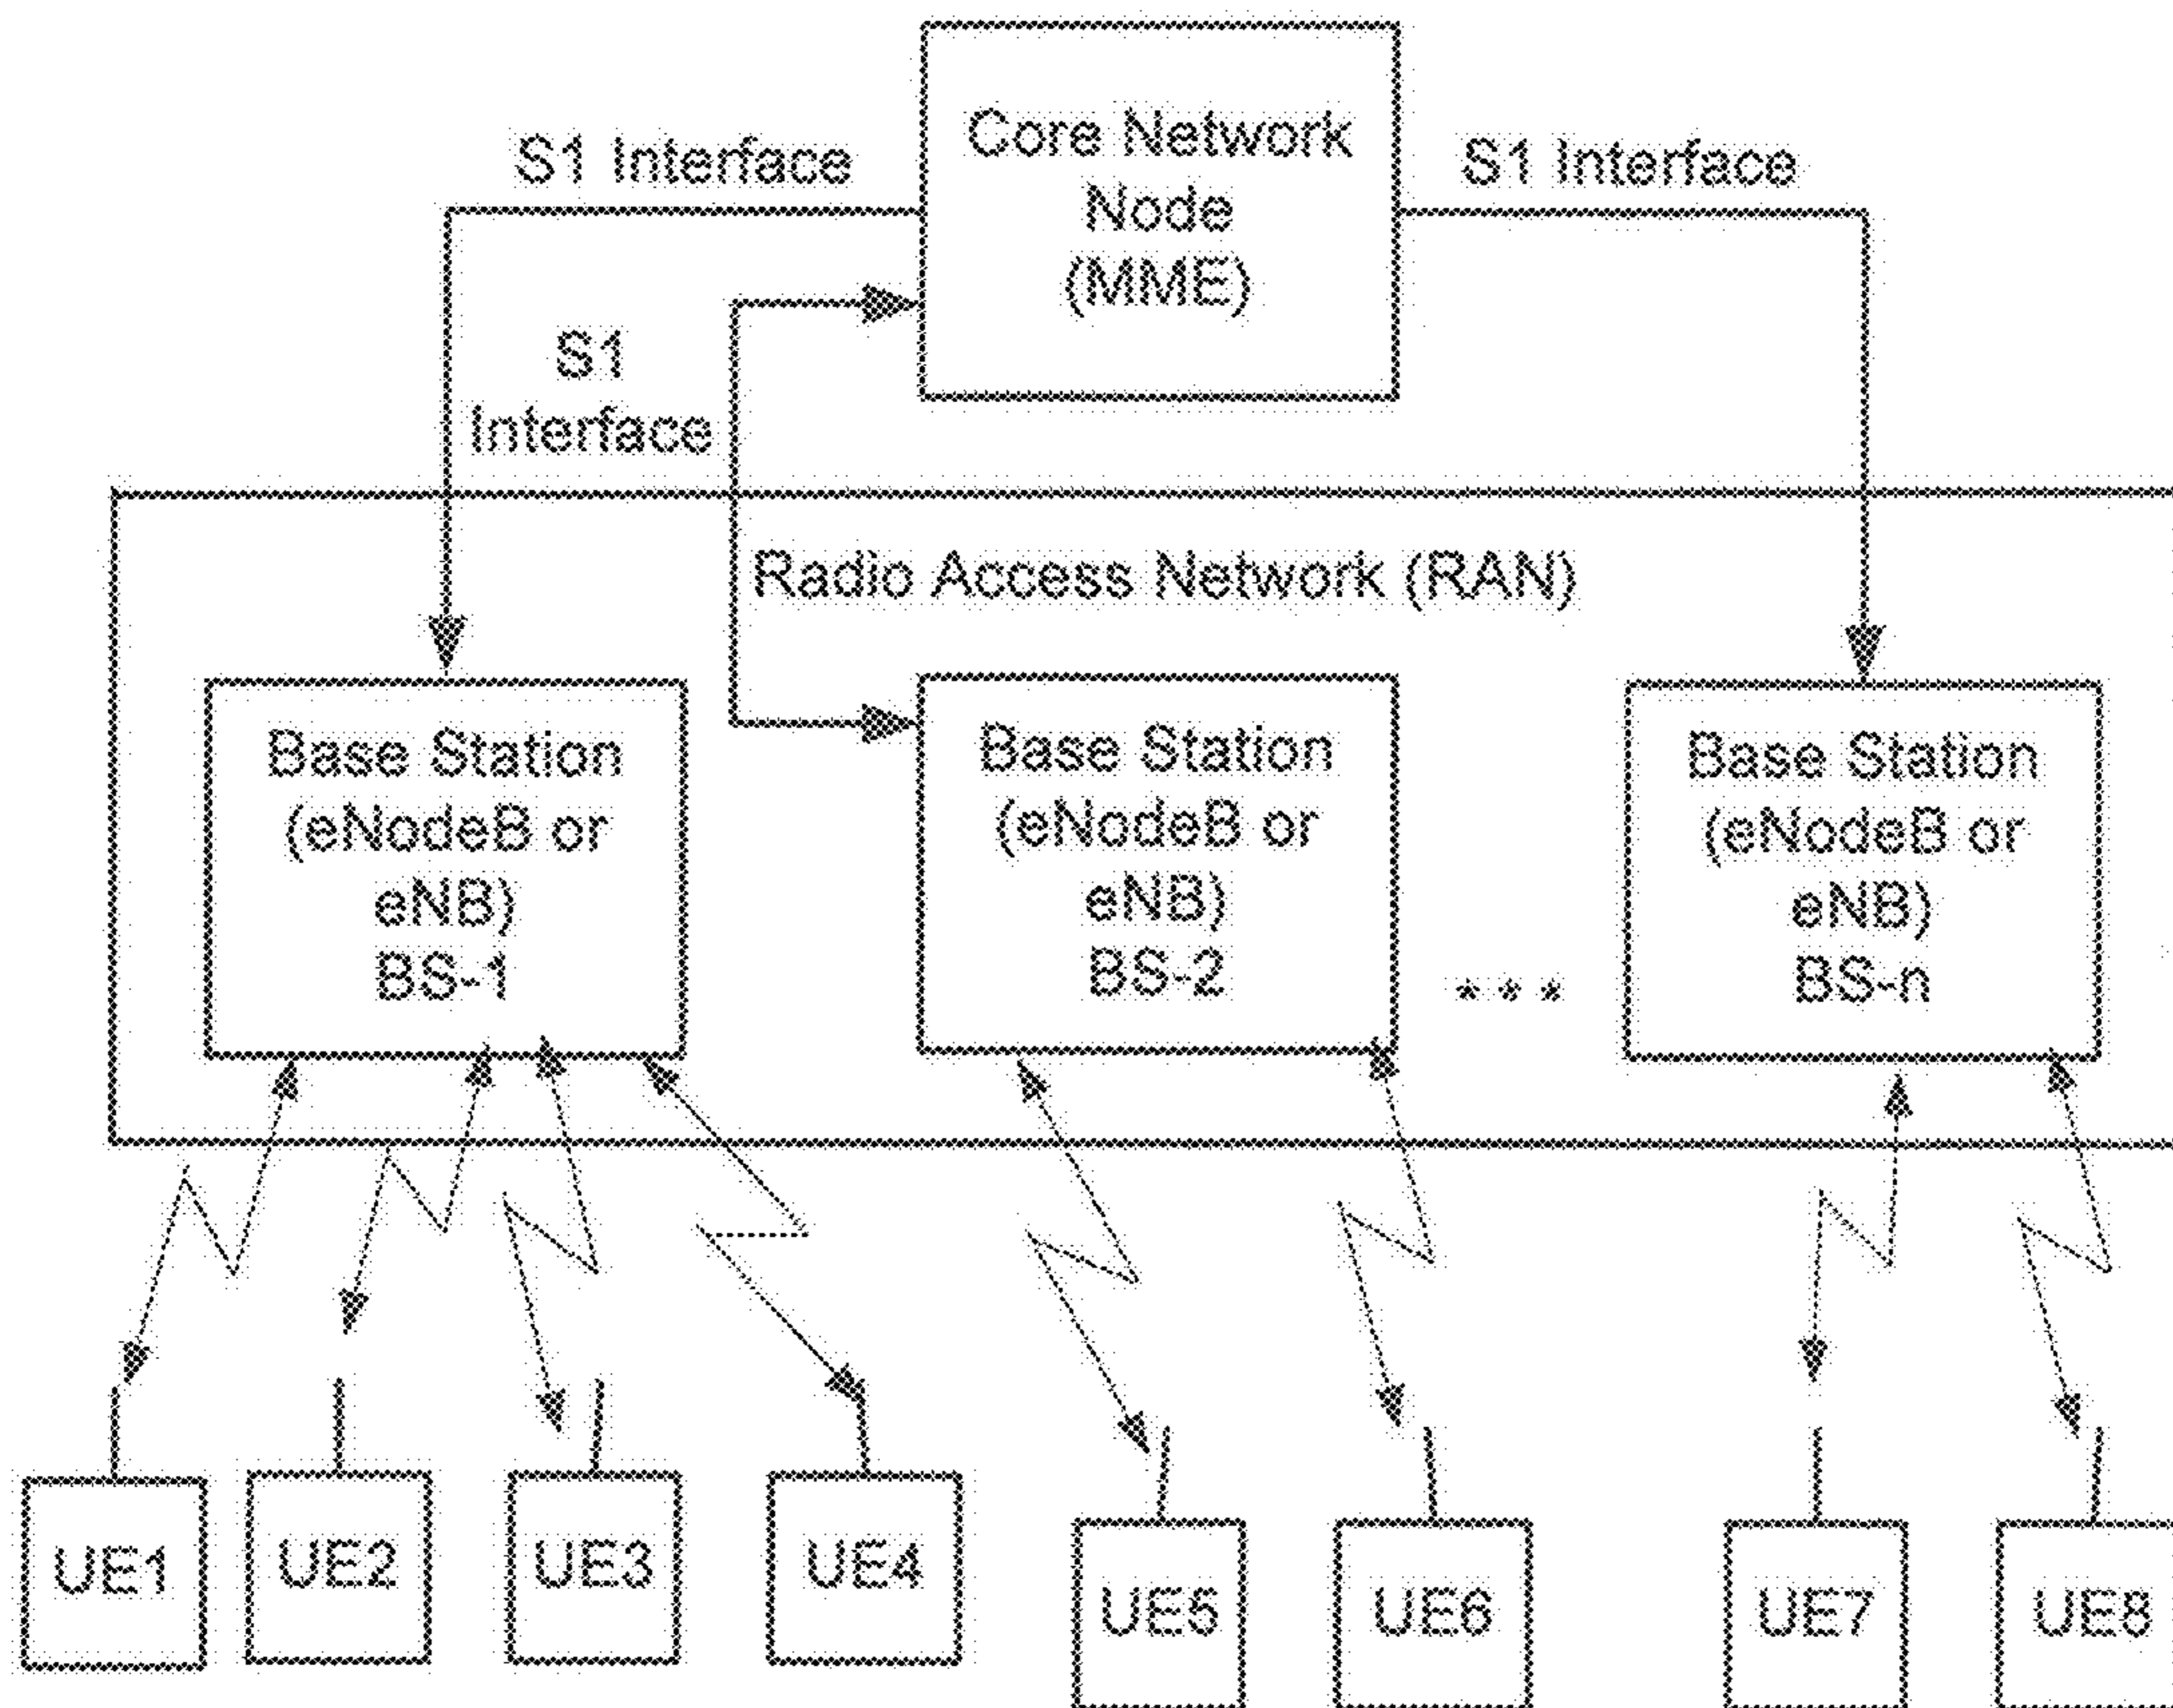 Core Network
Node
(MME)
S1 Interface
S1 Interface
S1
Interface
Radio Access Network (RAN)
Base Station
(eNodeB or
eNB)
BS-1
Base Station
(eNodeB or
eNB)
BS-2
* * *
Base Station
(eNodeB or
eNB)
BS-n
UE1
UE2
UE3
UE4
UE5
UE6
UE7
UE8